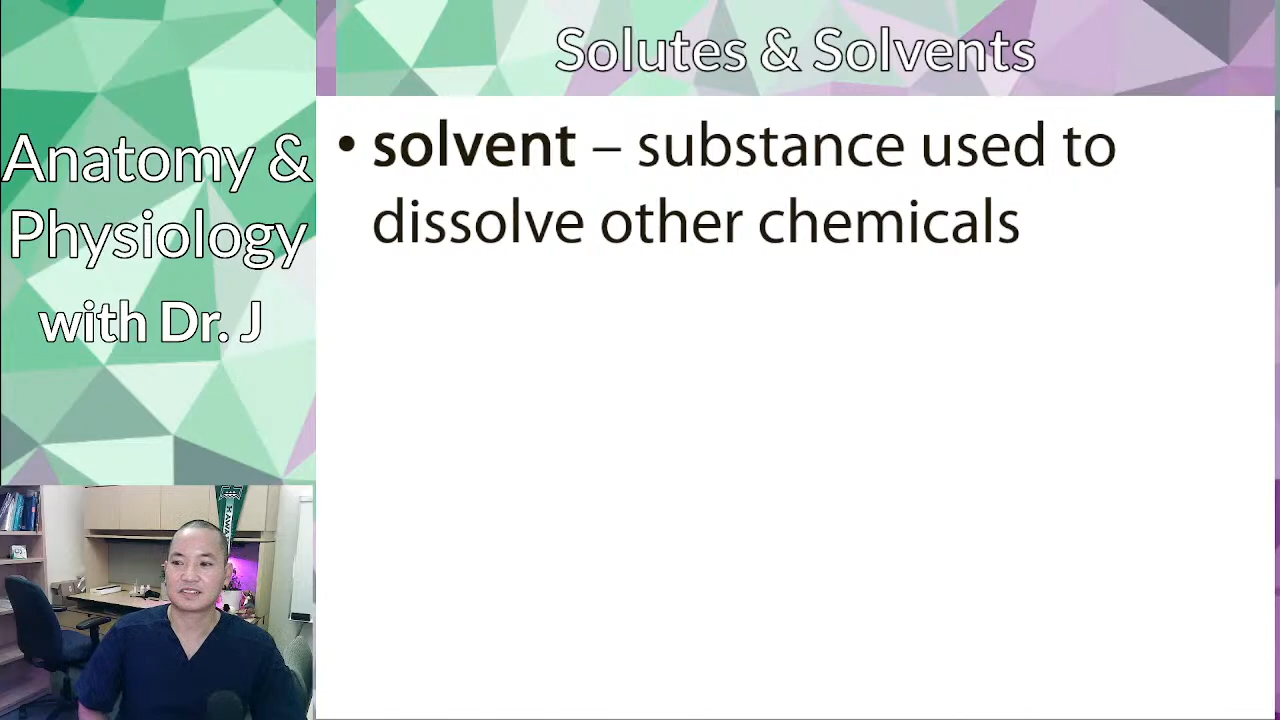 Solutes & Solvents
Anatomy &
Physiology
with Dr. J
• solvent – substance used to
dissolve other chemicals